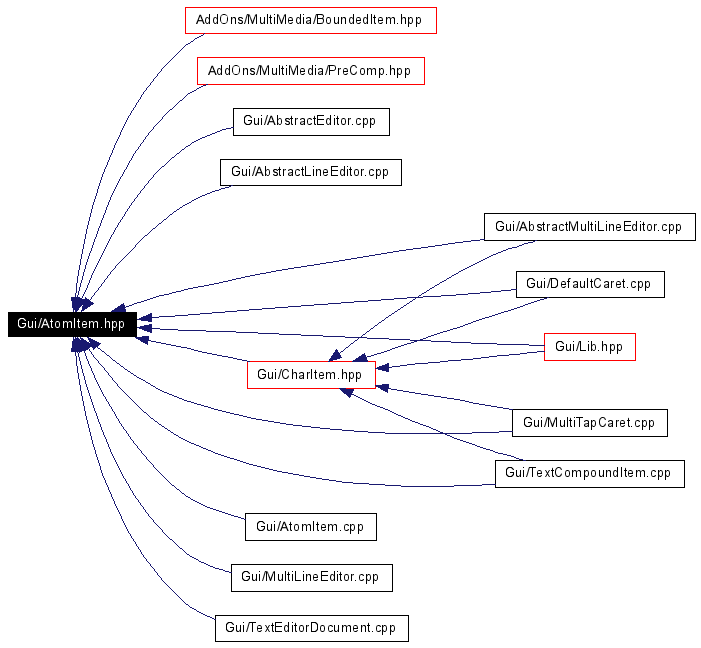 AddOns/MultiMedia/BoundedItem.hpp
AddOns/MultiMedia/PreComp.hpp
Gui/AbstractEditor.cpp
Gui/AbstractLineEditor.cpp
Gui/AbstractMultiLineEditor.cpp
Gui/DefaultCaret.cpp
Gui/AtomItem.hpp
Gui/Lib.hpp
Gui/CharItem.hpp
Gui/MultiTapCaret.cpp
Gui/TextCompoundItem.cpp
Gui/AtomItem.cpp
Gui/MultiLineEditor.cpp
Gui/TextEditorDocument.cpp